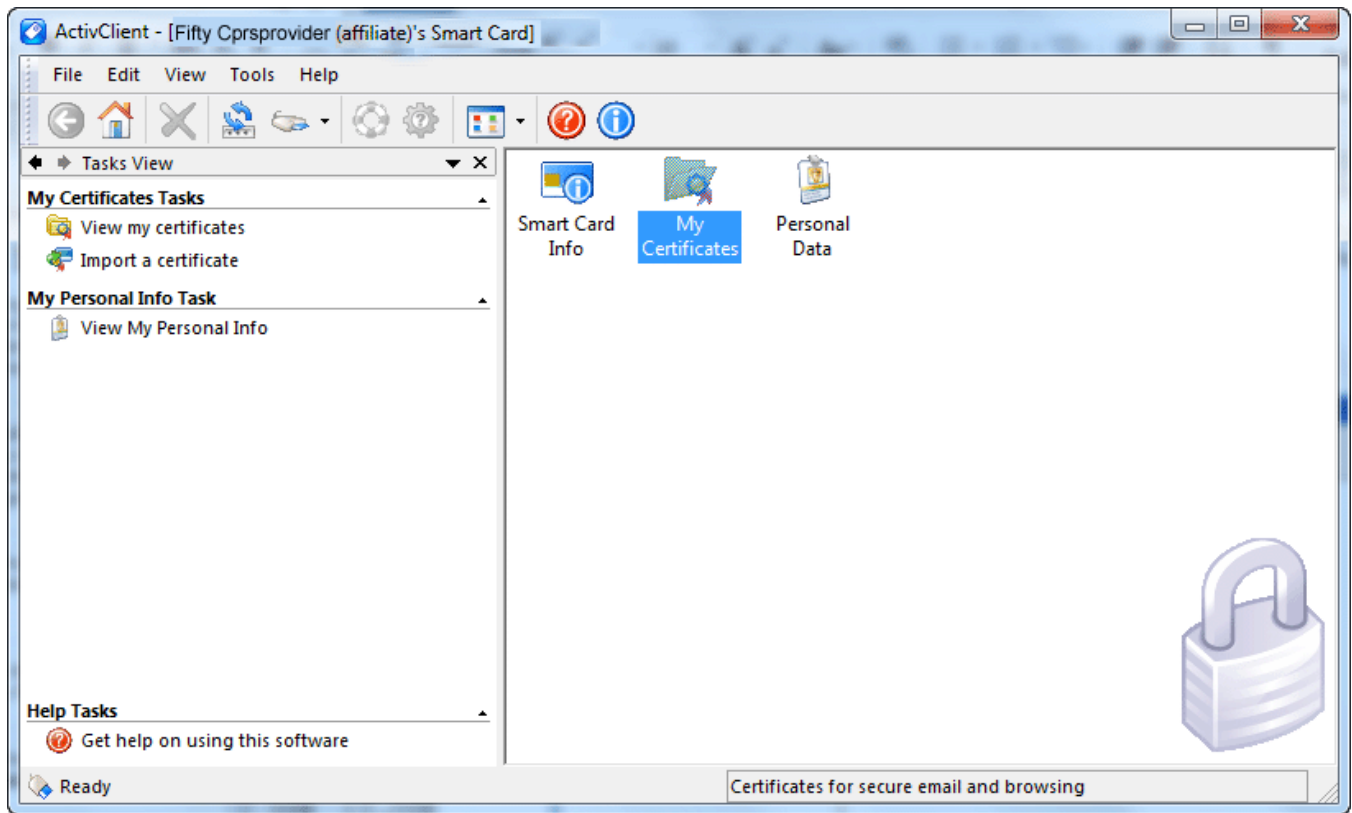 ActivClient - [Fifty Cprsprovider (affiliate)'s Smart Card]
File Edit View Tools Help
Tasks View
My Certificates Tasks
View my certificates
Import a certificate
My Personal Info Task
View My Personal Info
Help Tasks
Get help on using this software
Smart Card
Info
My
Certificates
Personal
Data
Ready
Certificates for secure email and browsing